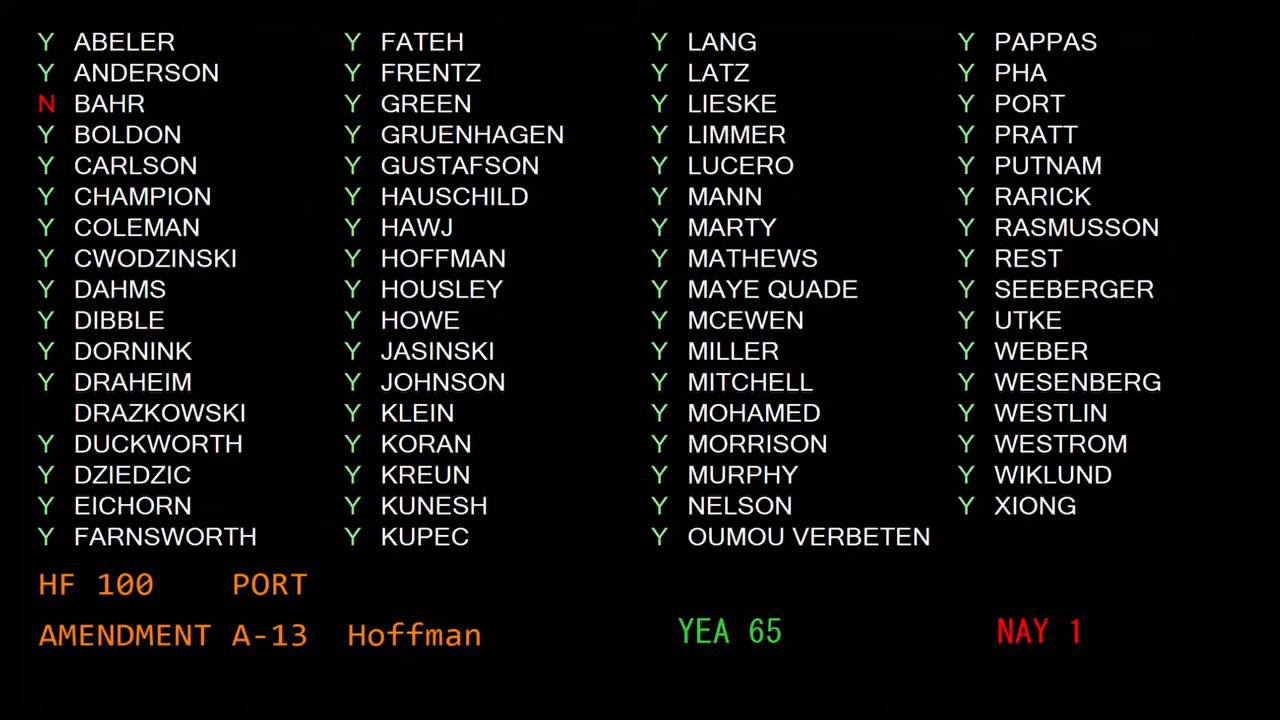 Y ABELER
Y ANDERSON
N BAHR
Y BOLDON
Y CARLSON
Y CHAMPION
Y COLEMAN
Y CWODZINSKI
Y DAHMS
Y DIBBLE
Y DORNINK
Y DRAHEIM
DRAZKOWSKI
Y DUCKWORTH
Y DZIEDZIC
Y EICHORN
Y FARNSWORTH
Y FATEH
Y FRENTZ
Y GREEN
Y GRUENHAGEN
Y GUSTAFSON
Y HAUSCHILD
Y HAWJ
Y HOFFMAN
Y HOUSLEY
Y HOWE
Y JASINSKI
Y JOHNSON
Y KLEIN
Y KORAN
Y KREUN
Y KUNESH
Y KUPEC
Y LANG
Y LATZ
Y LIESKE
Y LIMMER
Y LUCERO
Y MANN
Y MARTY
Y MATHEWS
Y MAYE QUADE
Y MCEWEN
Y MILLER
Y MITCHELL
Y MOHAMED
Y MORRISON
Y MURPHY
Y NELSON
Y OUMOU VERBETEN
Y PAPPAS
Y PHA
Y PORT
Y PRATT
Y PUTNAM
Y RARICK
Y RASMUSSON
Y REST
Y SEEBERGER
Y UTKE
Y WEBER
Y WESENBERG
Y WESTLIN
Y WESTROM
Y WIKLUND
Y XIONG
HF 100 PORT
AMENDMENT A-13 Hoffman
YEA 65
NAY 1